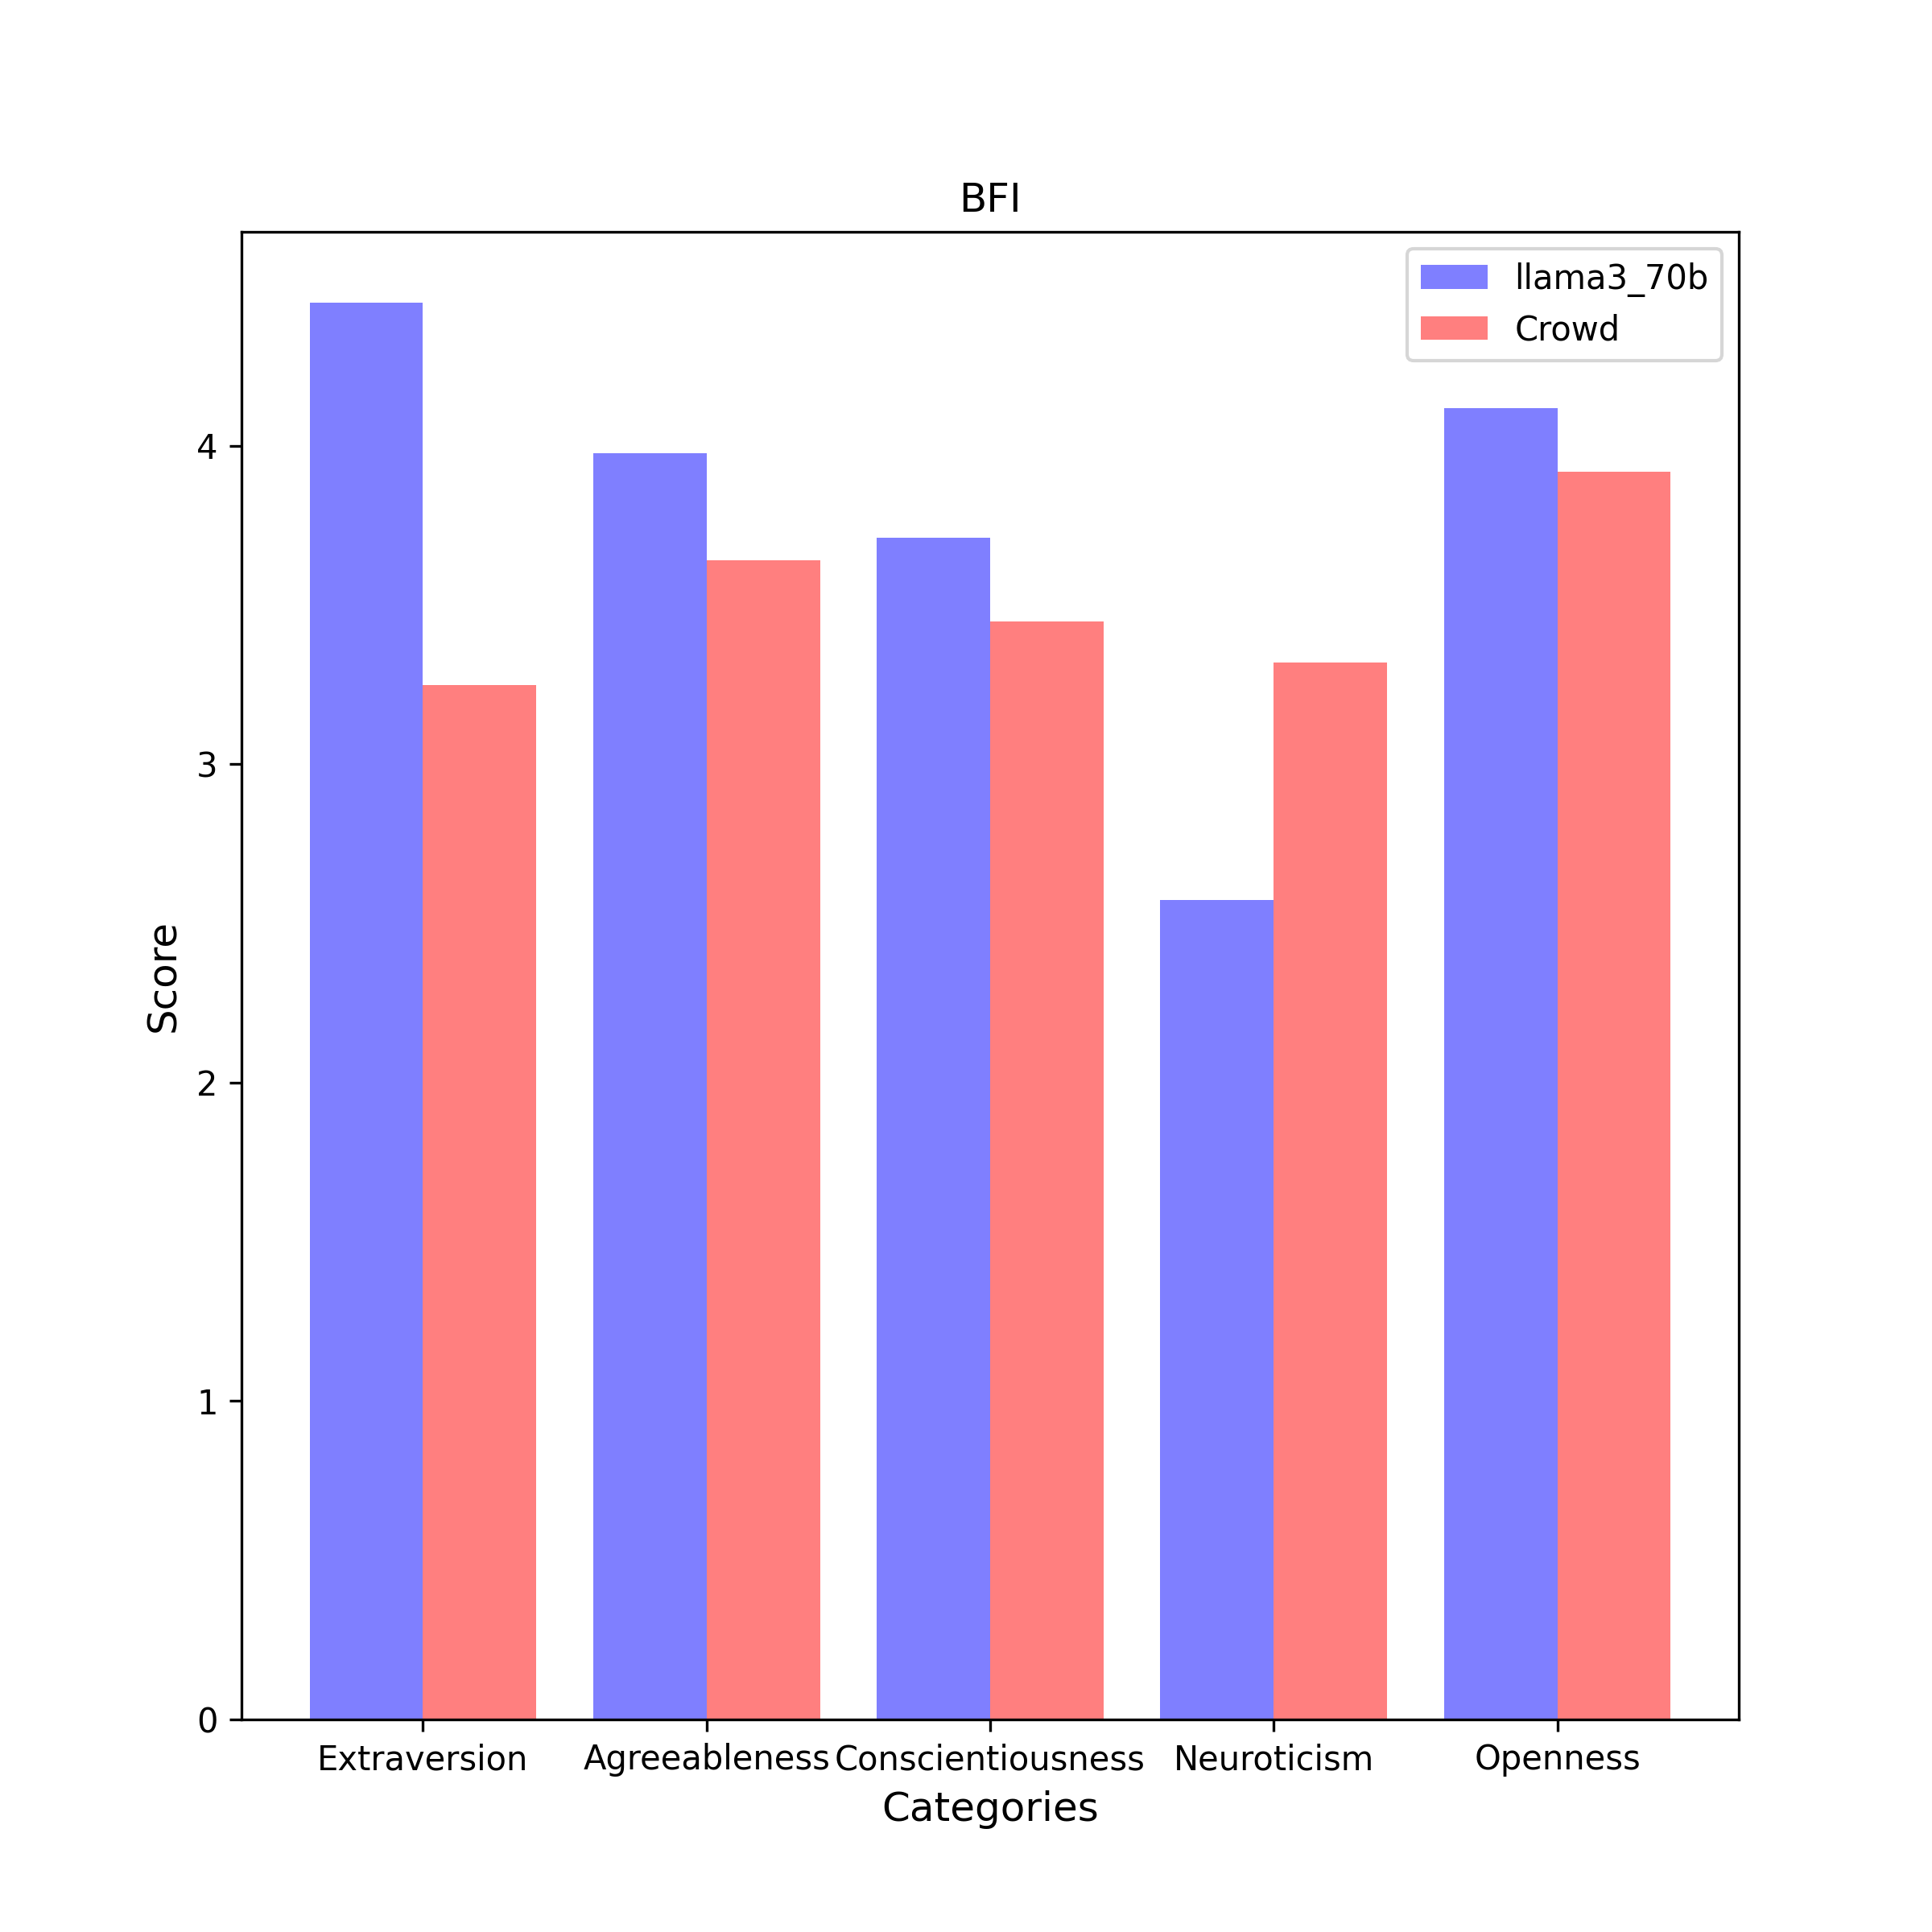 BFI
llama3_70b
Crowd
4
3
2
1
0
Score
Extraversion Agreeableness Conscientiousness Neuroticism Openness
Categories